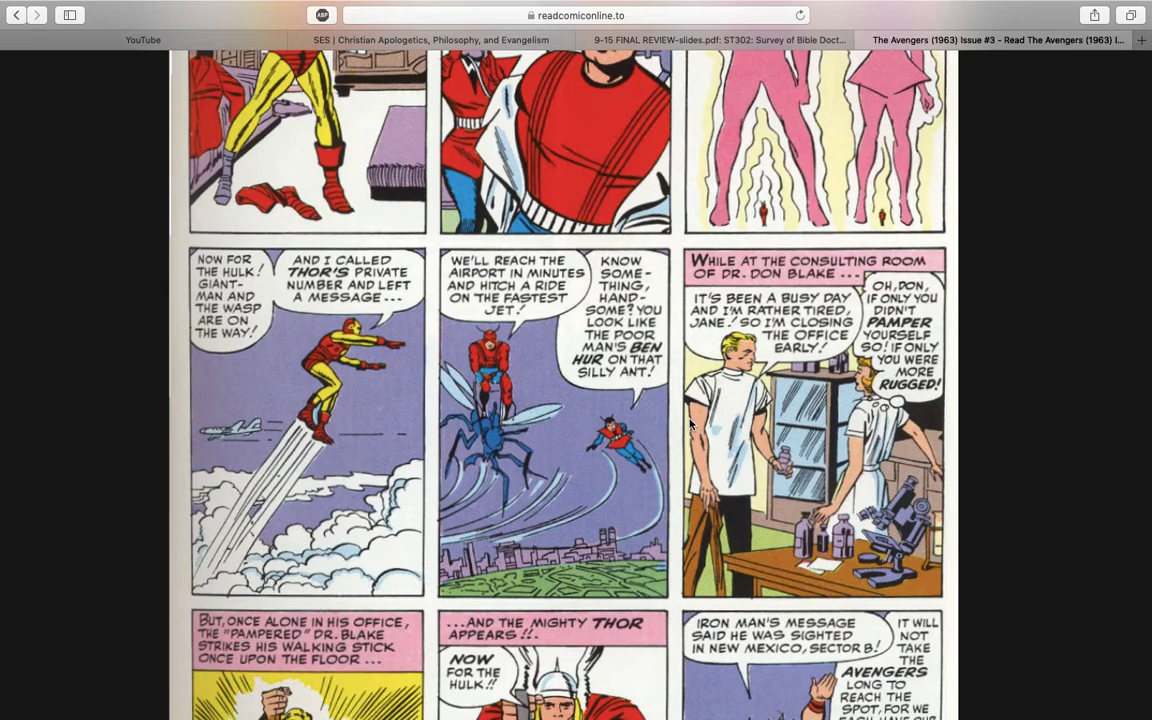 ABP
readcomiconline.to
YouTube
SES | Christian Apologetics, Philosophy, and Evangelism
9-15 FINAL REVIEW-slides.pdf: ST302: Survey of Bible Doct...
The Avengers (1963) Issue #3 - Read The Avengers (1963) I...
NOW FOR
THE HULK!
GIANT-
MAN AND
THE WASP
ARE ON
THE WAY!
AND I CALLED
THOR'S PRIVATE
NUMBER AND LEFT
A MESSAGE...
WE'LL REACH THE
AIRPORT IN MINUTES
AND HITCH A RIDE
ON THE FASTEST
JET!
KNOW
SOME-
THING,
HAND-
SOME? YOU
LOOK LIKE
THE POOR
MAN'S BEN
HUR ON THAT
SILLY ANT!
WHILE AT THE CONSULTING ROOM
OF DR. DON BLAKE ...
IT'S BEEN A BUSY DAY
AND I'M RATHER TIRED,
JANE! SO I'M CLOSING
THE OFFICE
EARLY!
OH, DON,
IF ONLY YOU
DIDN'T
PAMPER
YOURSELF
SO! IF ONLY
YOU WERE
MORE
RUGGED!
BUT, ONCE ALONE IN HIS OFFICE,
THE "PAMPERED" DR. BLAKE
STRIKES HIS WALKING STICK
ONCE UPON THE FLOOR ...
...AND THE MIGHTY THOR
APPEARS!!
NOW
FOR THE
HULK!!
IRON MAN'S MESSAGE
SAID HE WAS SIGHTED
IN NEW MEXICO, SECTOR B!
IT WILL
NOT
TAKE
THE
AVENGERS
LONG TO
REACH THE
SPOT, FOR WE